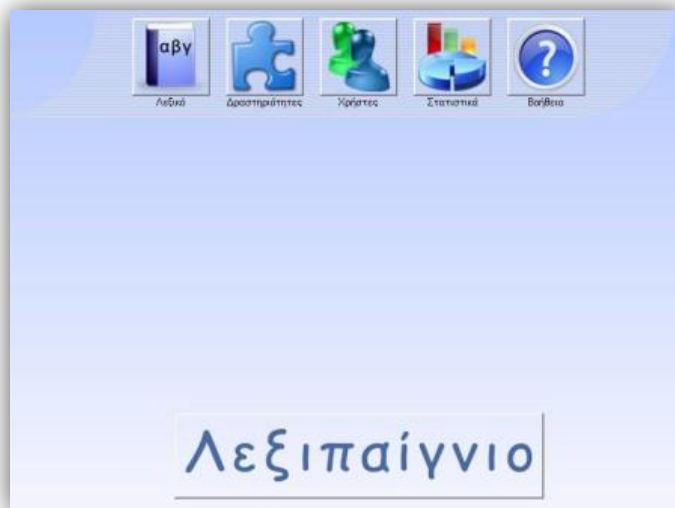 αβγ
Λεξικό Δραστηριότητες Χρήστες Στατιστικά Βοήθεια
Λεξιπαίγνιο